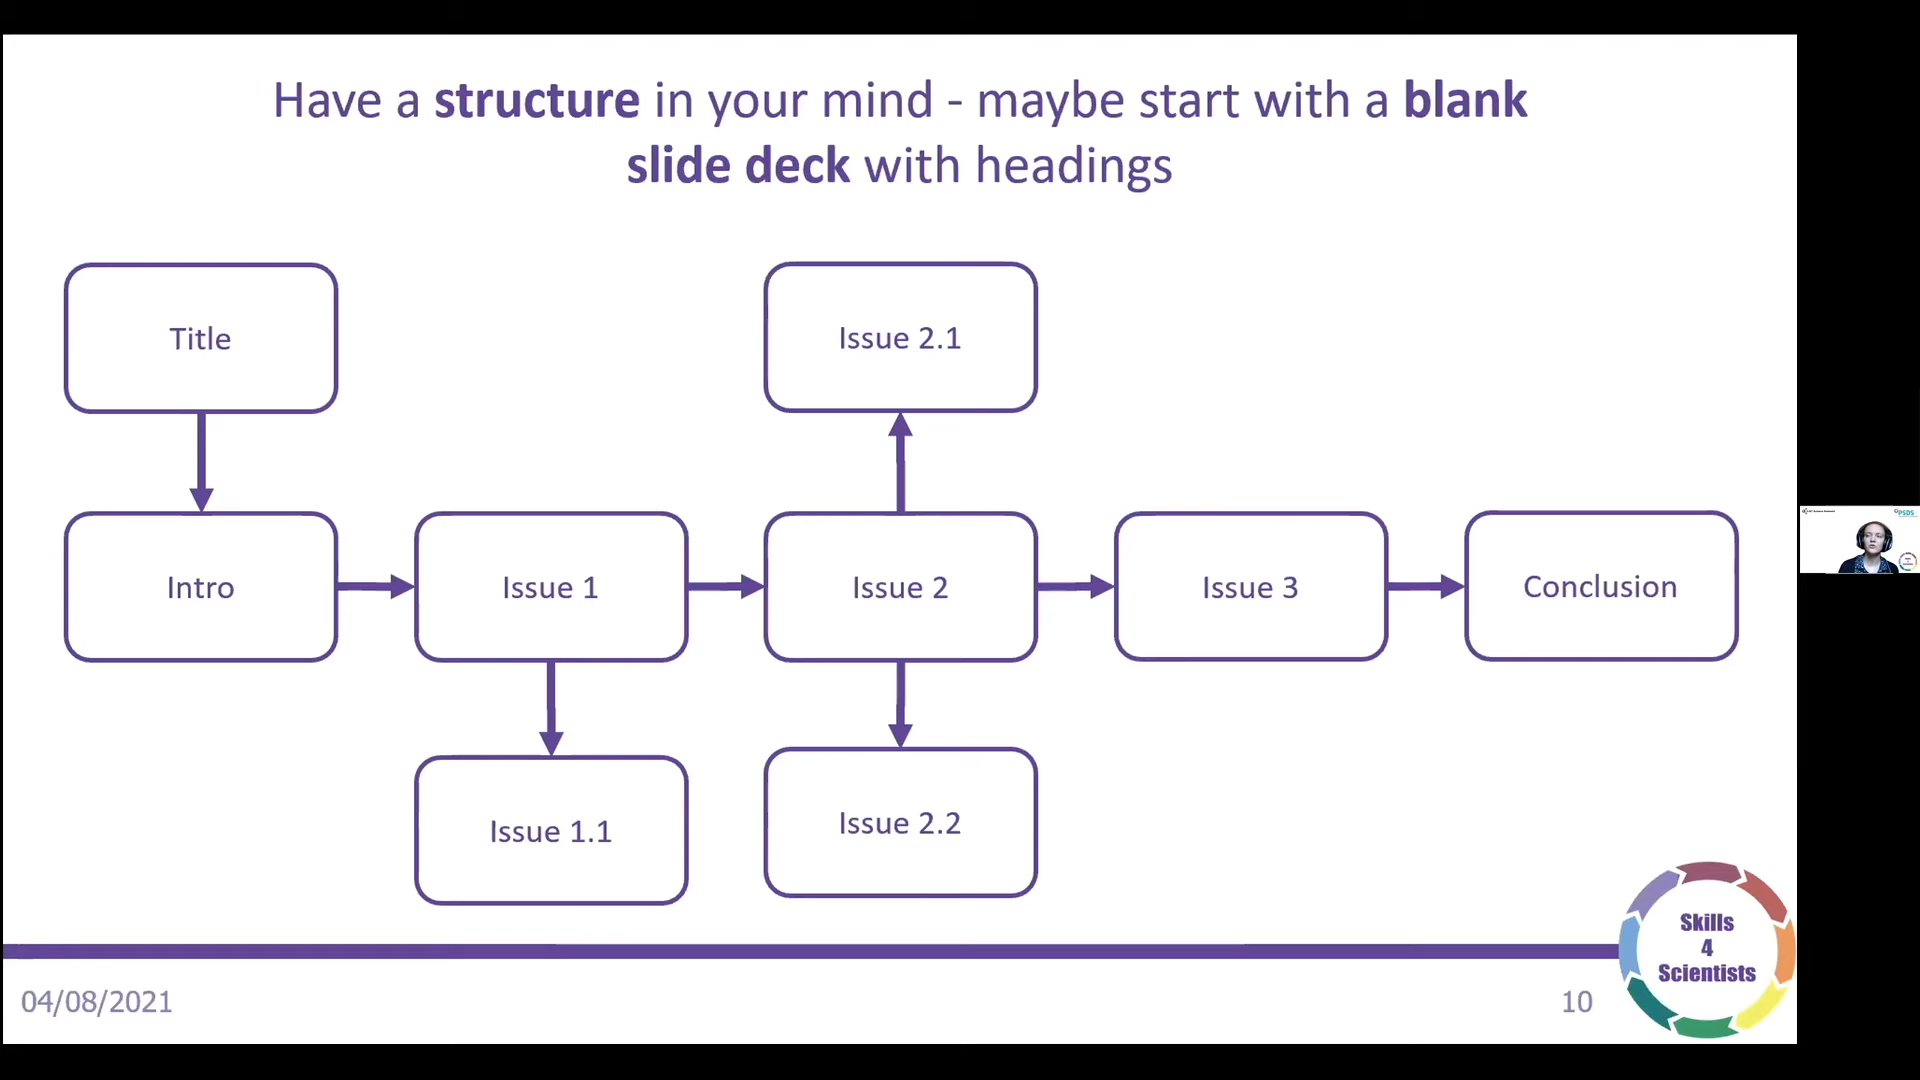 Have a structure in your mind - maybe start with a blank
slide deck with headings
Title
Issue 2.1
Intro
Issue 1
Issue 2
Issue 3
Conclusion
Issue 1.1
Issue 2.2
Skills
4
Scientists
04/08/2021
10
PSDS